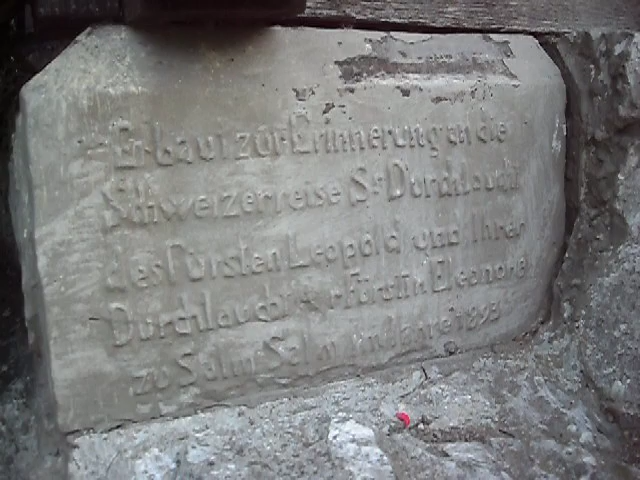 Erbaut zur Erinnerung an die
Schweizerreise Sr Durchlaucht
des Fürsten Leopold und Ihrer
Durchlaucht der Fürstin Eleonore
zu Salm Salm im Jahre 1893